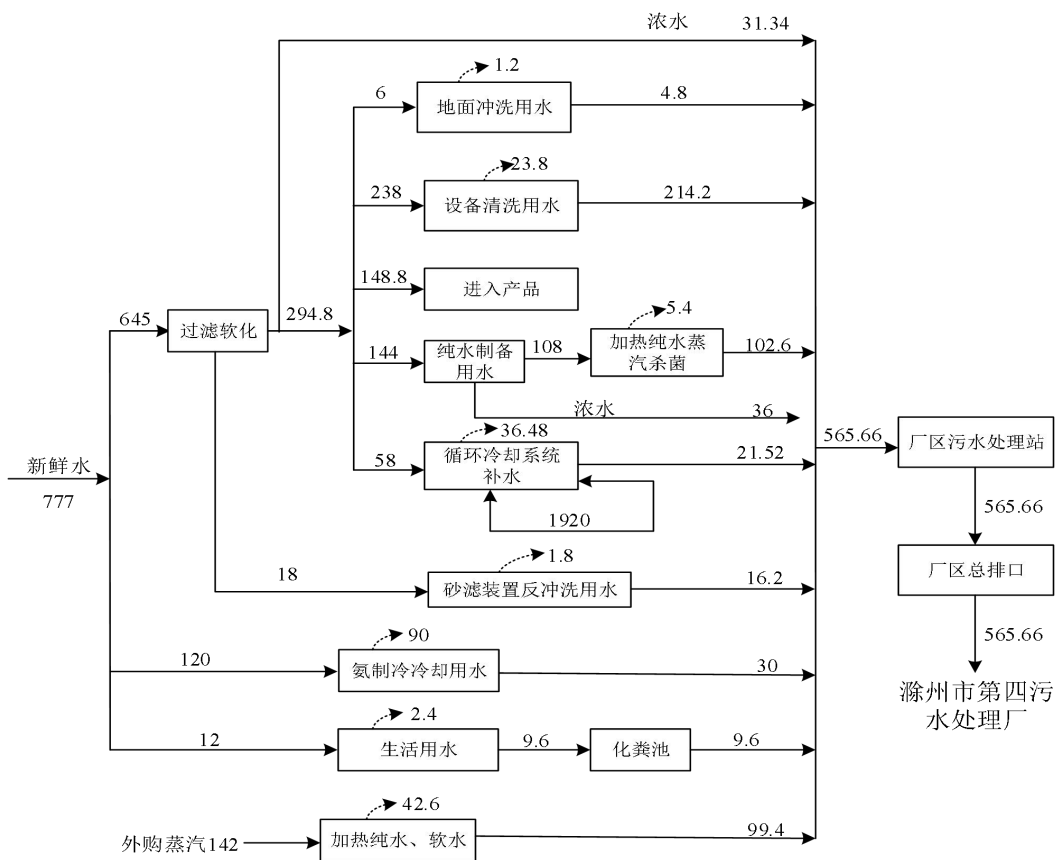 浓水 31.34
1.2
6 地面冲洗用水 4.8
23.8
238 设备清洗用水 214.2
148.8 进入产品
5.4
645 过滤软化 294.8
144 纯水制备
用水 108 加热纯水蒸
汽杀菌 102.6
浓水 36
36.48
58 循环冷却系统
补水 21.52
1920
565.66 厂区污水处理站
565.66
新鲜水
777
1.8
18 砂滤装置反冲洗用水 16.2
厂区总排口
565.66
90
120 氨制冷冷却用水 30
滁州市第四污
水处理厂
2.4
12 生活用水 9.6 化粪池 9.6
42.6
外购蒸汽142 加热纯水、软水 99.4